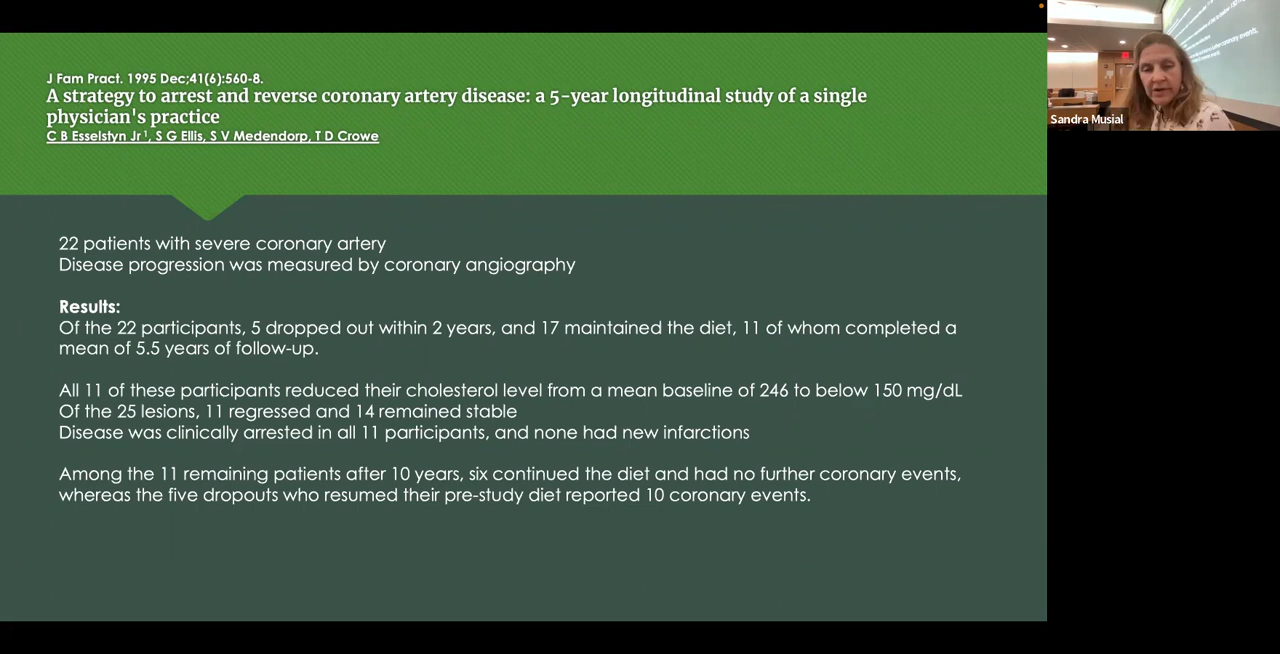 J Fam Pract. 1995 Dec;41(6):560-8.
A strategy to arrest and reverse coronary artery disease: a 5-year longitudinal study of a single
physician's practice
C B Esselstyn Jr ¹, S G Ellis, S V Medendorp, T D Crowe
22 patients with severe coronary artery
Disease progression was measured by coronary angiography
Results:
Of the 22 participants, 5 dropped out within 2 years, and 17 maintained the diet, 11 of whom completed a
mean of 5.5 years of follow-up.
All 11 of these participants reduced their cholesterol level from a mean baseline of 246 to below 150 mg/dL
Of the 25 lesions, 11 regressed and 14 remained stable
Disease was clinically arrested in all 11 participants, and none had new infarctions
Among the 11 remaining patients after 10 years, six continued the diet and had no further coronary events,
whereas the five dropouts who resumed their pre-study diet reported 10 coronary events.
Sandra Musial